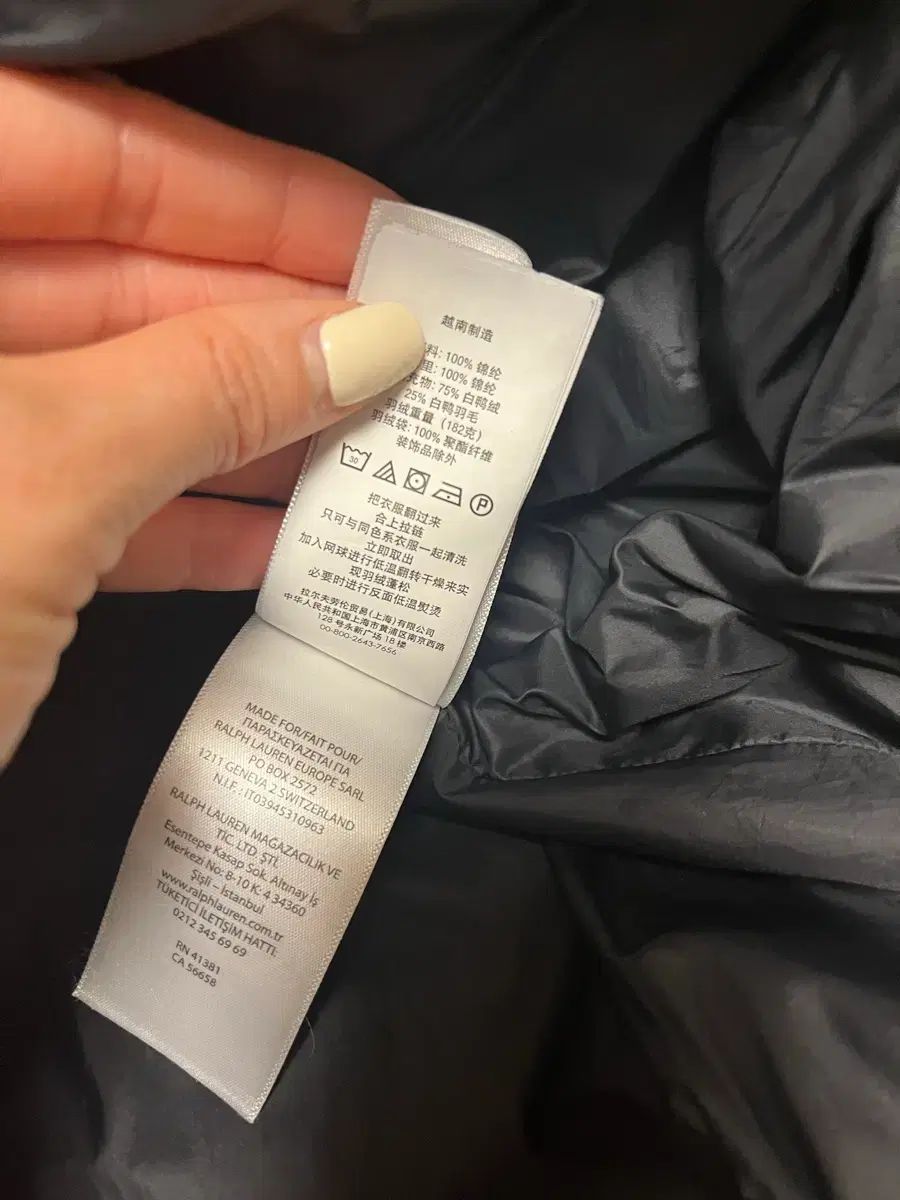 越南制造
料: 100% 锦纶
里: 100% 锦纶
充物: 75% 白鸭绒
25% 白鸭羽毛
羽绒重量 (182克)
羽绒袋: 100% 聚酯纤维
装饰品除外
30
P
把衣服翻过来
合上拉链
只可与同色系衣服一起清洗
立即取出
加入网球进行低温翻转干燥来实
现羽绒蓬松
必要时进行反面低温熨烫
拉尔夫劳伦贸易(上海)有限公司
中华人民共和国上海市黄浦区南京西路
128 号永新广场 18 楼
00-800-2643-7656
MADE FOR/FAIT POUR/
ΠΑΡΑΣΚΕΥΑΖΕΤΑΙ ΓΙΑ
RALPH LAUREN EUROPE SARL
PO BOX 2572
1211 GENEVA 2 SWITZERLAND
N.I.F.: IT03945310963
RALPH LAUREN MAĞAZACILIK VE
TİC. LTD. ŞTİ.
Esentepe Kasap Sok. Altınay İş
Merkezi No: 8-10 K: 4 34360
Şişli – İstanbul
www.ralphlauren.com.tr
TÜKETİCİ İLETİŞİM HATTI:
0212 345 69 69
RN 41381
CA 56658